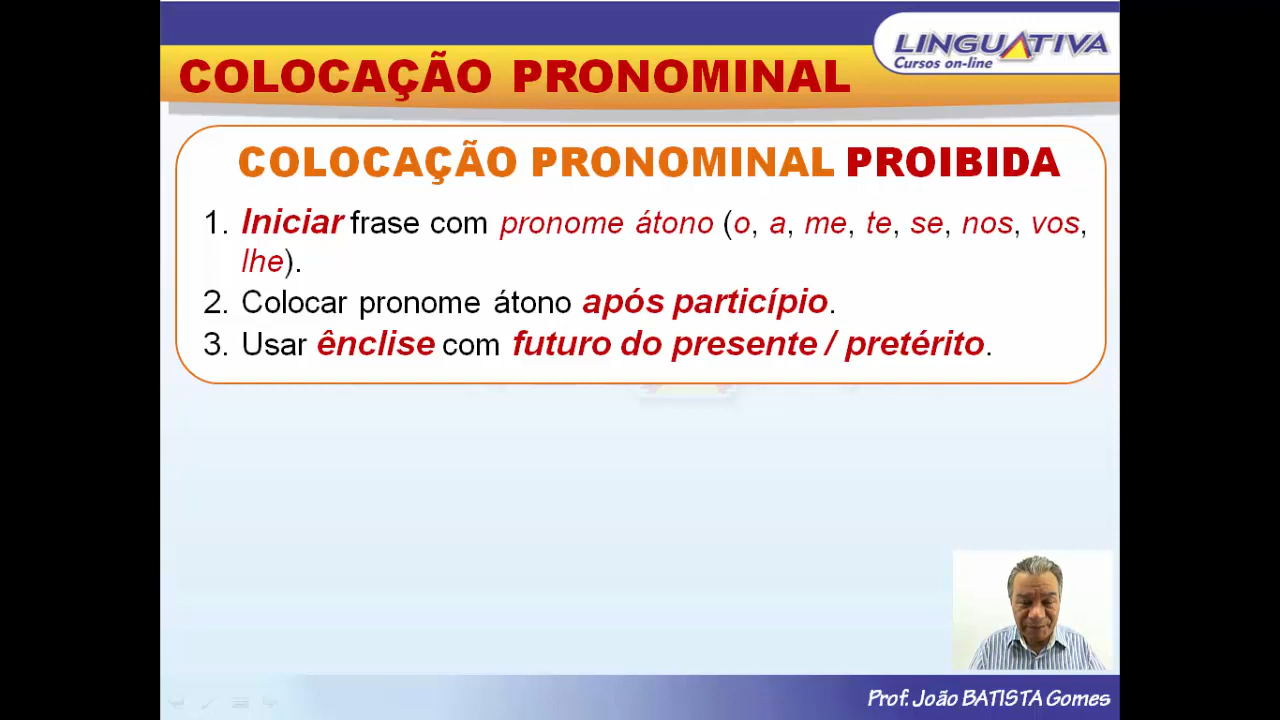 LINGUATIVA
Cursos on-line
COLOCAÇÃO PRONOMINAL
COLOCAÇÃO PRONOMINAL PROIBIDA
1. Iniciar frase com pronome átono (o, a, me, te, se, nos, vos,
lhe).
2. Colocar pronome átono após particípio.
3. Usar ênclise com futuro do presente / pretérito.
Prof. João BATISTA Gomes